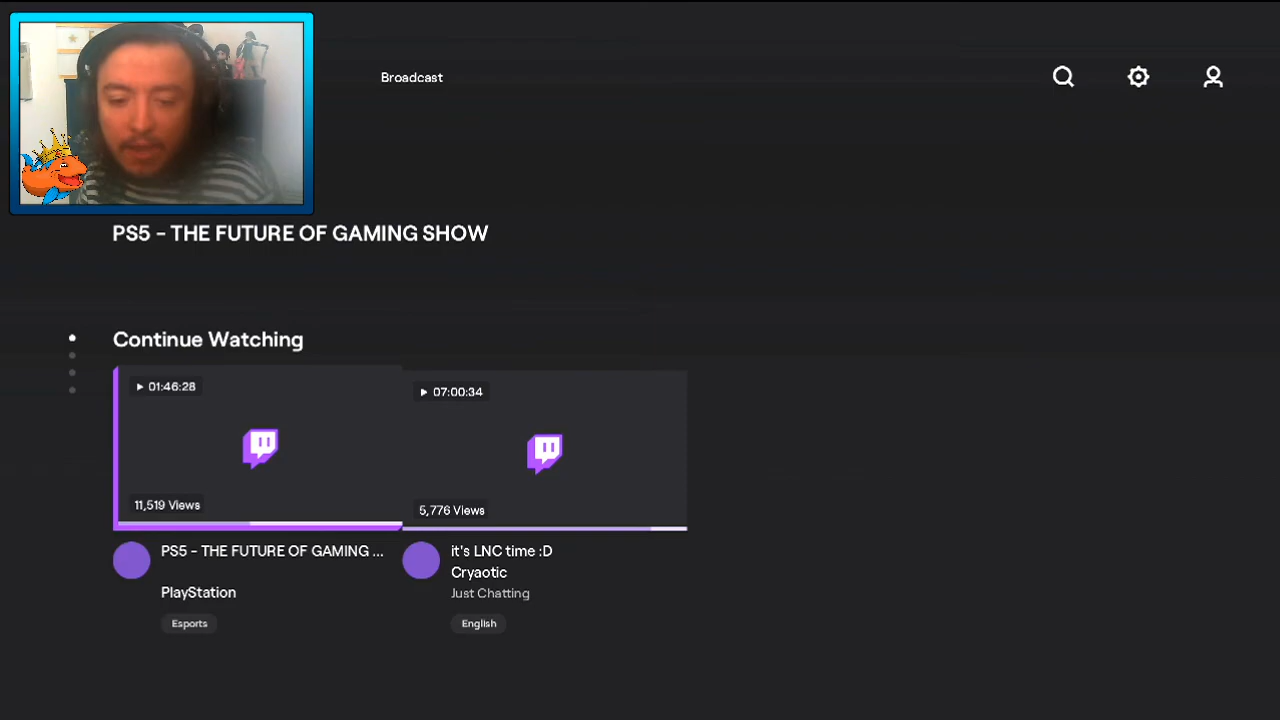 Broadcast
PS5 - THE FUTURE OF GAMING SHOW
Continue Watching
01:46:28
11,519 Views
PS5 - THE FUTURE OF GAMING ...
PlayStation
Esports
07:00:34
5,776 Views
it's LNC time :D
Cryaotic
Just Chatting
English